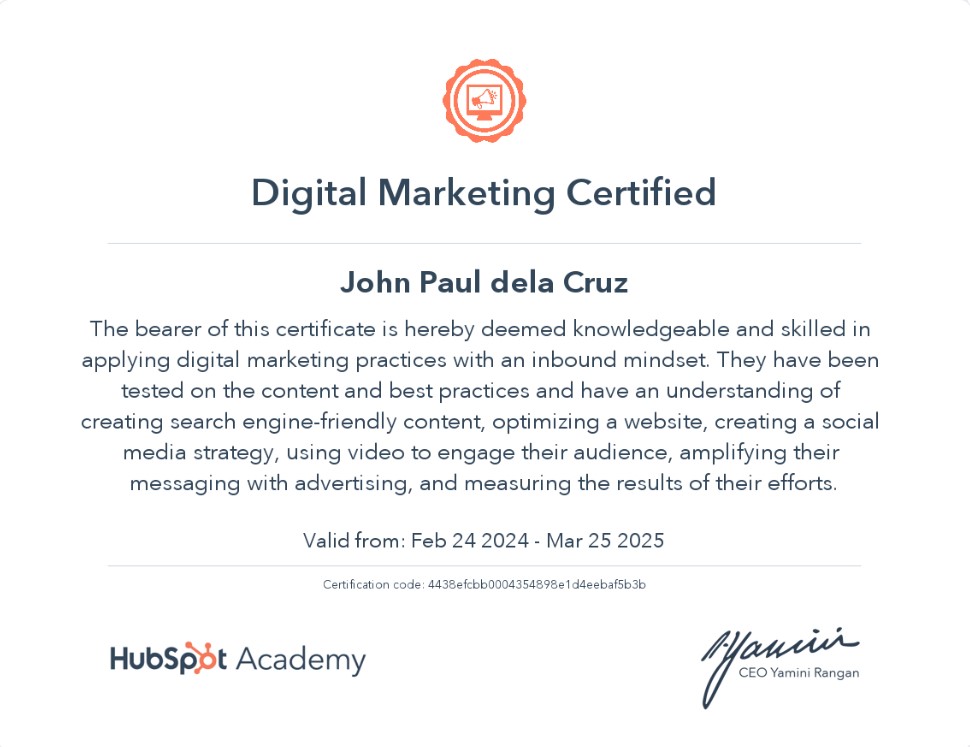 Digital Marketing Certified
John Paul dela Cruz
The bearer of this certificate is hereby deemed knowledgeable and skilled in
applying digital marketing practices with an inbound mindset. They have been
tested on the content and best practices and have an understanding of
creating search engine-friendly content, optimizing a website, creating a social
media strategy, using video to engage their audience, amplifying their
messaging with advertising, and measuring the results of their efforts.
Valid from: Feb 24 2024 - Mar 25 2025
Certification code: 4438efcbb0004354898e1d4eebaf5b3b
HubSpot Academy
Yamini
CEO Yamini Rangan